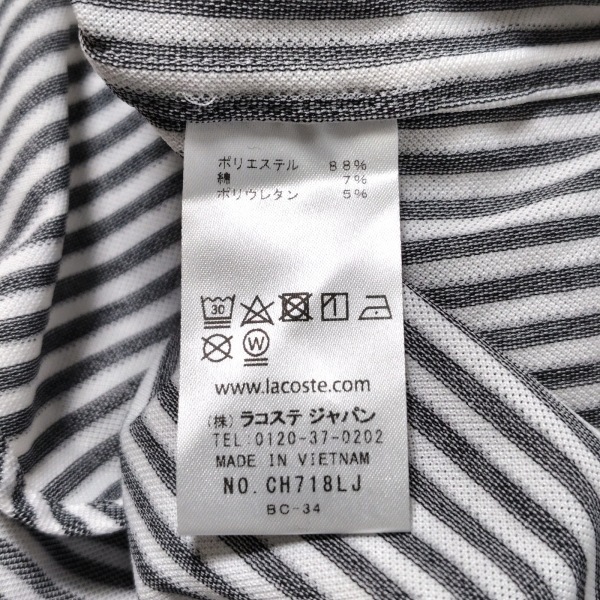 ポリエステル 88%
綿 7%
ポリウレタン 5%
30
W
www.lacoste.com
(株) ラコステ ジャパン
TEL:0120-37-0202
MADE IN VIETNAM
NO. CH718LJ
BC-34